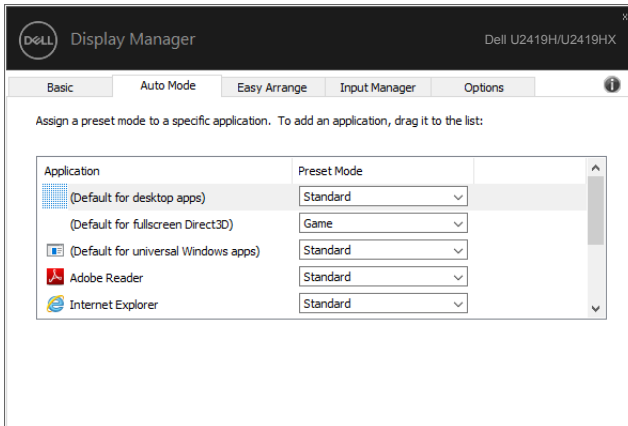 x
DELL Display Manager Dell U2419H/U2419HX
Basic Auto Mode Easy Arrange Input Manager Options i
Assign a preset mode to a specific application. To add an application, drag it to the list:
Application Preset Mode
(Default for desktop apps) Standard
(Default for fullscreen Direct3D) Game
(Default for universal Windows apps) Standard
Adobe Reader Standard
Internet Explorer Standard